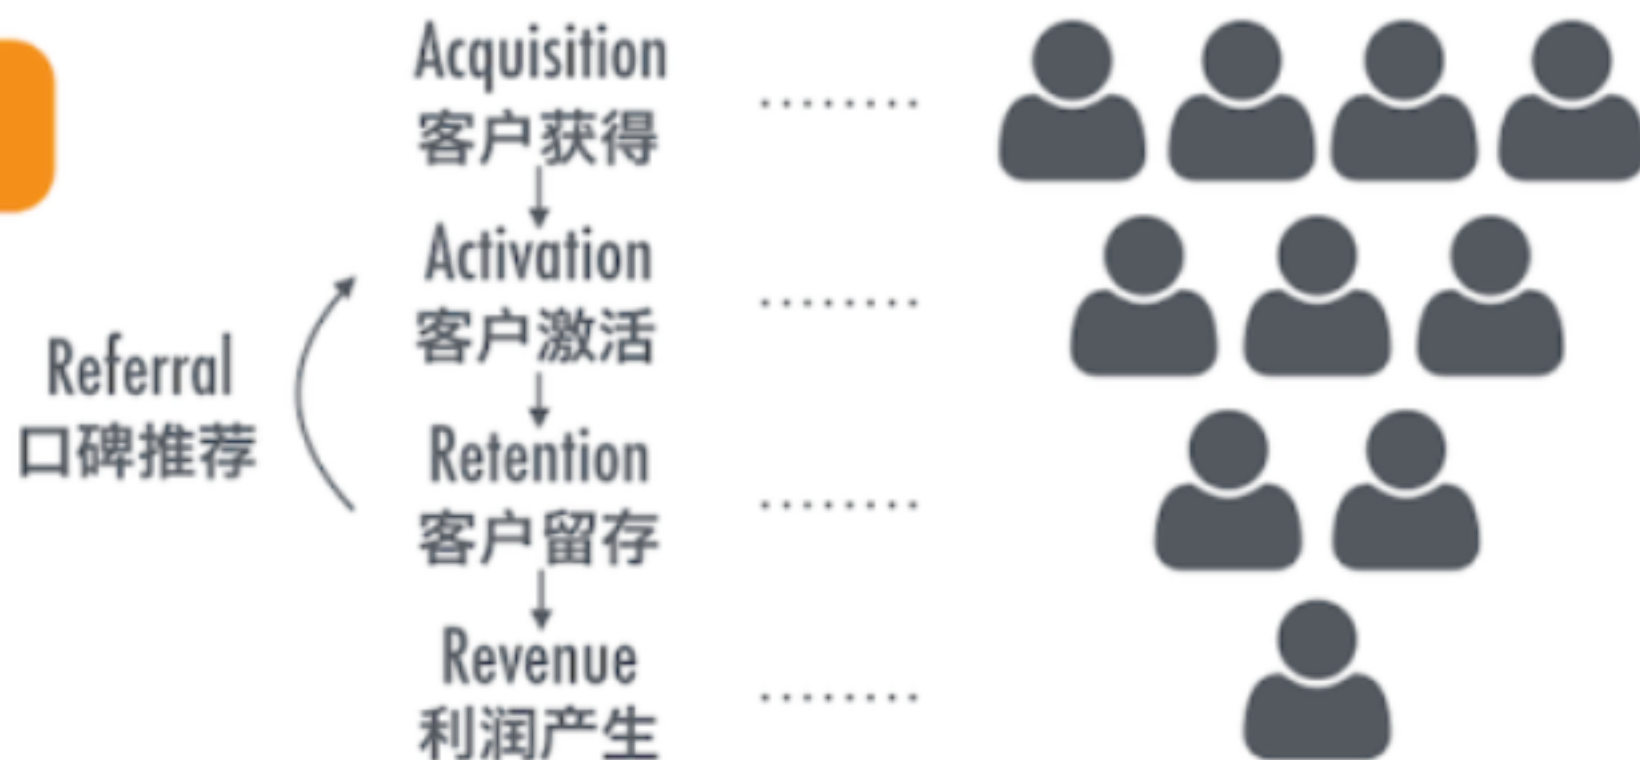 Acquisition
客户获得
Activation
客户激活
Referral
口碑推荐
Retention
客户留存
Revenue
利润产生